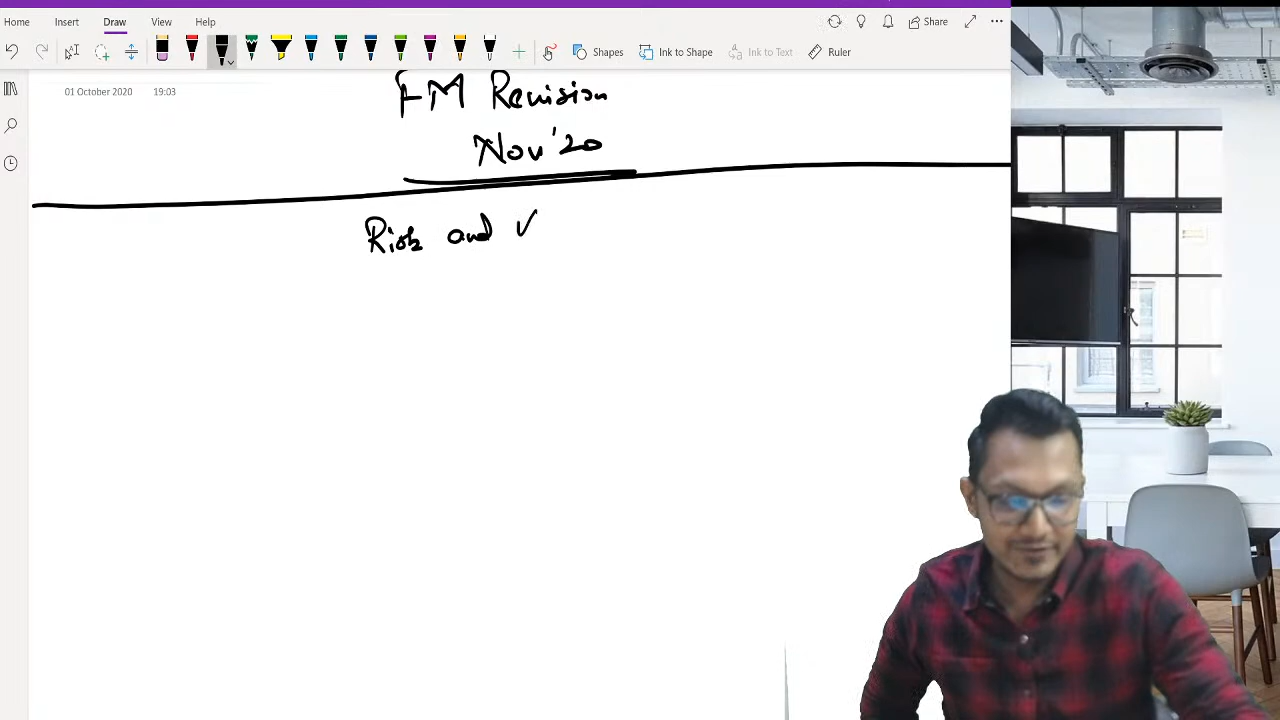 Home Insert Draw View Help
Share
Shapes Ink to Shape Ink to Text Ruler
01 October 2020 19:03
FM Revision
Nov'20
Risk and